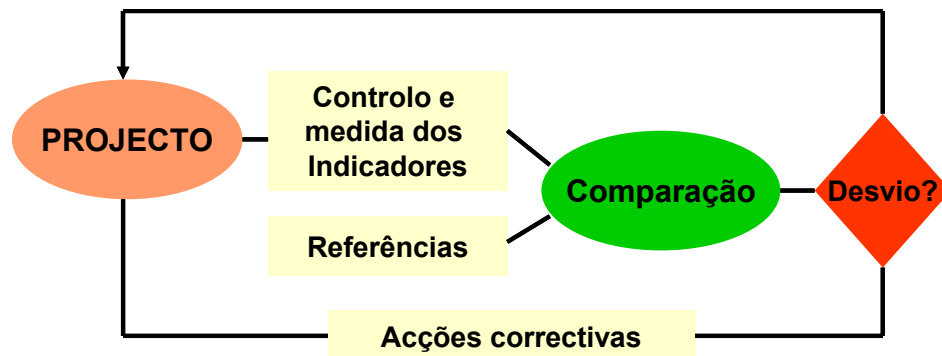 PROJECTO
Controlo e
medida dos
Indicadores
Referências
Comparação
Desvio?
Acções correctivas